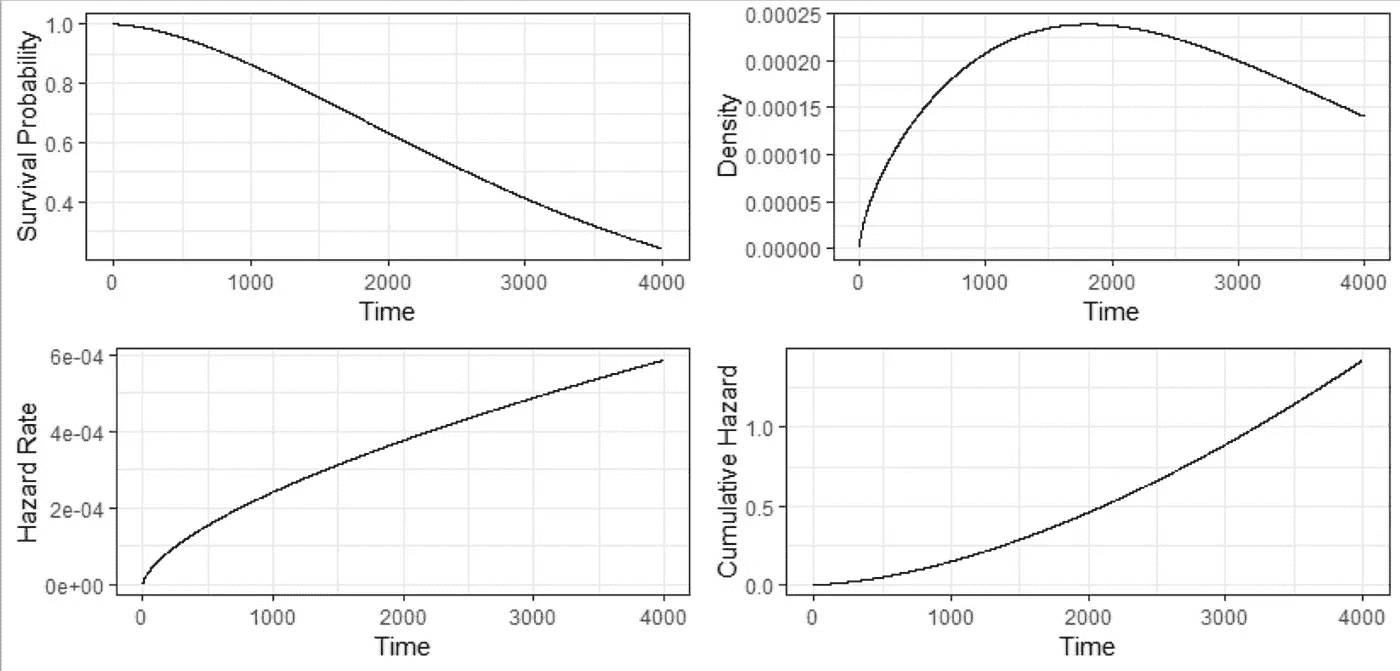 Survival Probability
1.0
0.8
0.6
0.4
0 1000 2000 3000 4000
Time
Density
0.00025
0.00020
0.00015
0.00010
0.00005
0.00000
0 1000 2000 3000 4000
Time
Hazard Rate
6e-04
4e-04
2e-04
0e+00
0 1000 2000 3000 4000
Time
Cumulative Hazard
1.0
0.5
0.0
0 1000 2000 3000 4000
Time